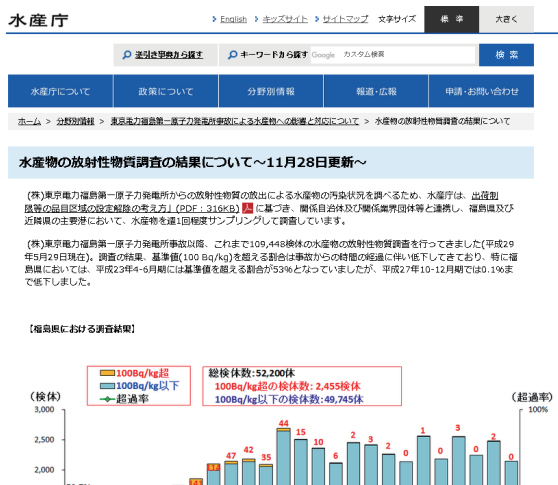 水産庁
English キッズサイト サイトマップ 文字サイズ 標準 大きく
逆引き事典から探す キーワードから探す Google カスタム検索 検索
水産庁について 政策について 分野別情報 報道・広報 申請・お問い合わせ
ホーム > 分野別情報 > 東京電力福島第一原子力発電所事故による水産物への影響と対応について > 水産物の放射性物質調査の結果について
水産物の放射性物質調査の結果について～11月28日更新～
(株)東京電力福島第一原子力発電所からの放射性物質の放出による水産物の汚染状況を調べるため、水産庁は、出荷制
限等の品目区域の設定解除の考え方」(PDF：316KB) に基づき、関係自治体及び関係業界団体等と連携し、福島県及び
近隣県の主要港において、水産物を週1回程度サンプリングして調査しています。
(株)東京電力福島第一原子力発電所事故以降、これまで109,448検体の水産物の放射性物質調査を行ってきました(平成29
年5月29日現在)。調査の結果、基準値(100 Bq/kg)を超える割合は事故からの時間の経過に伴い低下してきており、特に福
島県においては、平成23年4-6月期には基準値を超える割合が53%となっていましたが、平成27年10-12月期では0.1%ま
で低下しました。
【福島県における調査結果】
100Bq/kg超 総検体数:52,200体
100Bq/kg以下 100Bq/kg超の検体数: 2,455検体
超過率 100Bq/kg以下の検体数:49,745体
(検体) (超過率)
3,000 100%
44
15
2,500 10 2 3 2 1 3 2
47 42 35 6 0 0 0 0
2,000